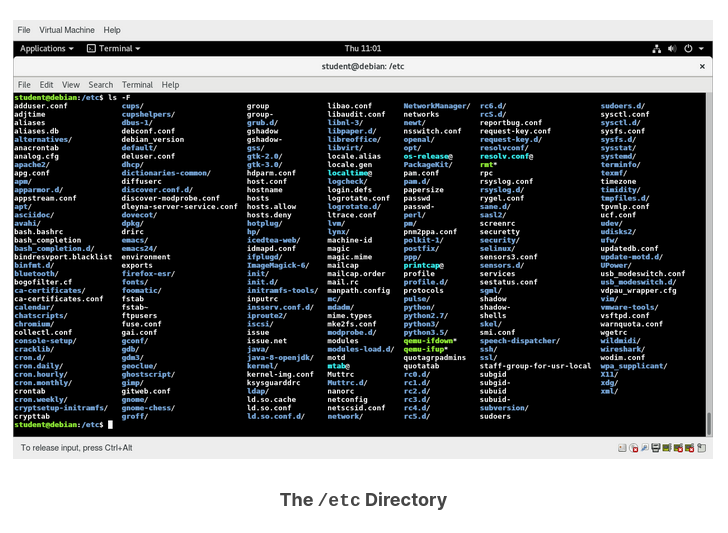 File Virtual Machine Help
Applications Terminal Thu 11:01
student@debian: /etc ×
File Edit View Search Terminal Help
student@debian:/etc$ ls -F
adduser.conf cups/ group libao.conf NetworkManager/ rc6.d/ sudoers.d/
adjtime cupshelpers/ group- libaudit.conf networks rc5.d/ sysctl.conf
aliases dbus-1/ grub.d/ libnl-3/ newt/ reportbug.conf sysctl.d/
aliases.db debconf.conf gshadow libpaper.d/ nsswitch.conf request-key.conf sysfs.conf
alternatives/ debian_version gshadow- libreoffice/ openal/ request-key.d/ sysfs.d/
anacrontab default/ gss/ libvirt/ opt/ resolvconf/ sysstat/
analog.cfg deluser.conf gtk-2.0/ locale.alias os-release@ resolv.conf@ systemd/
apache2/ dhcp/ gtk-3.0/ locale.gen PackageKit/ rmt* terminfo/
apg.conf dictionaries-common/ hdparm.conf localtime@ pam.conf rpc texmf/
apm/ diffuserc host.conf logcheck/ pam.d/ rsyslog.conf timezone
apparmor.d/ discover.conf.d/ hostname login.defs papersize rsyslog.d/ timidity/
appstream.conf discover-modprobe.conf hosts logrotate.conf passwd rygel.conf tmpfiles.d/
apt/ dleyna-server-service.conf hosts.allow logrotate.d/ passwd- sane.d/ tpvmlp.conf
asciidoc/ dovecot/ hosts.deny ltrace.conf perl/ sasl2/ ucf.conf
avahi/ dpkg/ hotplug/ lvm/ pm/ screenrc udev/
bash.bashrc drirc hp/ lynx/ pnm2ppa.conf securetty udisks2/
bash_completion emacs/ icedtea-web/ machine-id polkit-1/ security/ ufw/
bash_completion.d/ emacs24/ idmapd.conf magic postfix/ selinux/ updatedb.conf
bindresvport.blacklist environment ifplugd/ magic.mime ppp/ sensors3.conf update-motd.d/
binfmt.d/ exports ImageMagick-6/ mailcap printcap@ sensors.d/ UPower/
bluetooth/ firefox-esr/ init/ mailcap.order profile services usb_modeswitch.conf
bogofilter.cf fonts/ init.d/ mail.rc profile.d/ sestatus.conf usb_modeswitch.d/
ca-certificates/ foomatic/ initramfs-tools/ manpath.config protocols sgml/ vdpau_wrapper.cfg
ca-certificates.conf fstab inputrc mc/ pulse/ shadow vim/
calendar/ fstab~ insserv.conf.d/ mdadm/ python/ shadow- vmware-tools/
chatscripts/ ftpusers iproute2/ mime.types python2.7/ shells vsftpd.conf
chromium/ fuse.conf iscsi/ mke2fs.conf python3/ skel/ warnquota.conf
collectl.conf gai.conf issue modprobe.d/ python3.5/ smi.conf wgetrc
console-setup/ gconf/ issue.net modules qemu-ifdown* speech-dispatcher/ wildmidi/
cracklib/ gdb/ java/ modules-load.d/ qemu-ifup* ssh/ wireshark/
cron.d/ gdm3/ java-8-openjdk/ motd quotagrpadmins ssl/ wodim.conf
cron.daily/ geoclue/ kernel/ mtab@ quotatab staff-group-for-usr-local wpa_supplicant/
cron.hourly/ ghostscript/ kernel-img.conf Muttrc rc0.d/ subgid X11/
cron.monthly/ gimp/ ksysguarddrc Muttrc.d/ rc1.d/ subgid- xdg/
crontab gitweb.conf ldap/ nanorc rc2.d/ subuid xml/
cron.weekly/ gnome/ ld.so.cache netconfig rc3.d/ subuid-
cryptsetup-initramfs/ gnome-chess/ ld.so.conf netscsid.conf rc4.d/ subversion/
crypttab groff/ ld.so.conf.d/ network/ rc5.d/ sudoers
student@debian:/etc$
To release input, press Ctrl+Alt
The /etc Directory